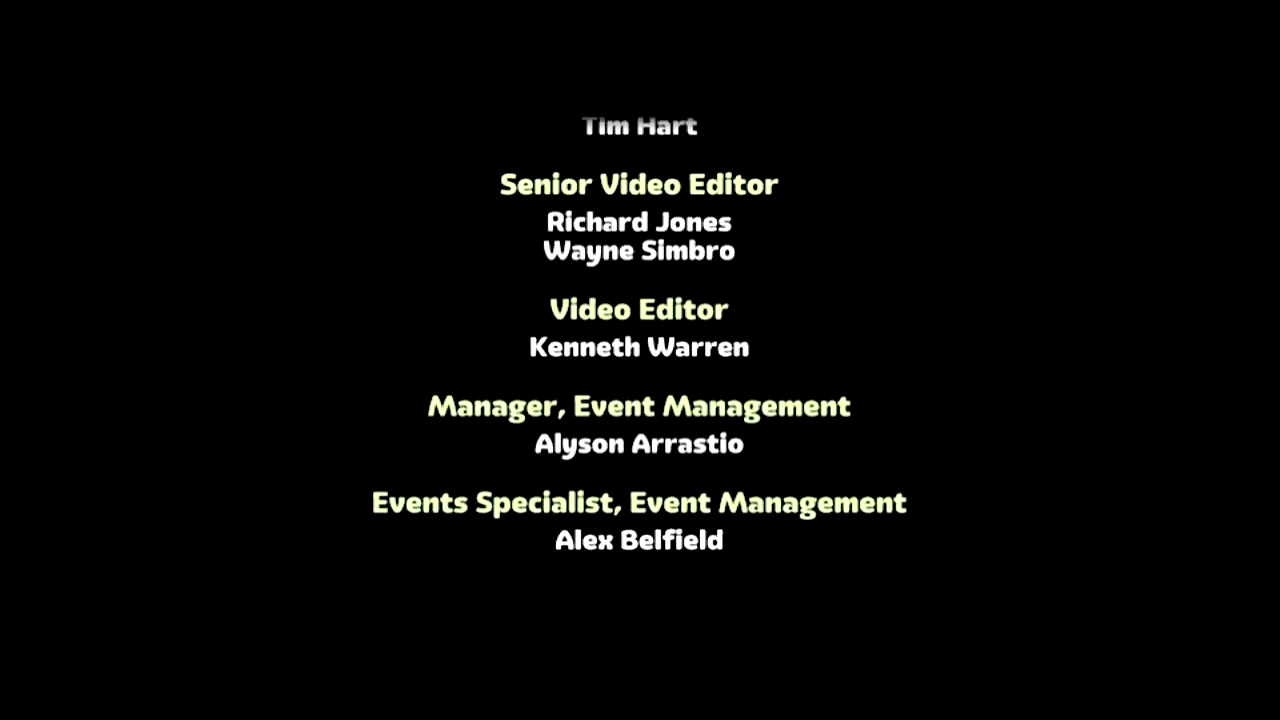 Tim Hart
Senior Video Editor
Richard Jones
Wayne Simbro
Video Editor
Kenneth Warren
Manager, Event Management
Alyson Arrastio
Events Specialist, Event Management
Alex Belfield